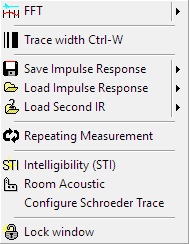 FFT
Trace width Ctrl-W
Save Impulse Response
Load Impulse Response
Load Second IR
Repeating Measurement
STI Intelligibility (STI)
Room Acoustic
Configure Schroeder Trace
Lock window